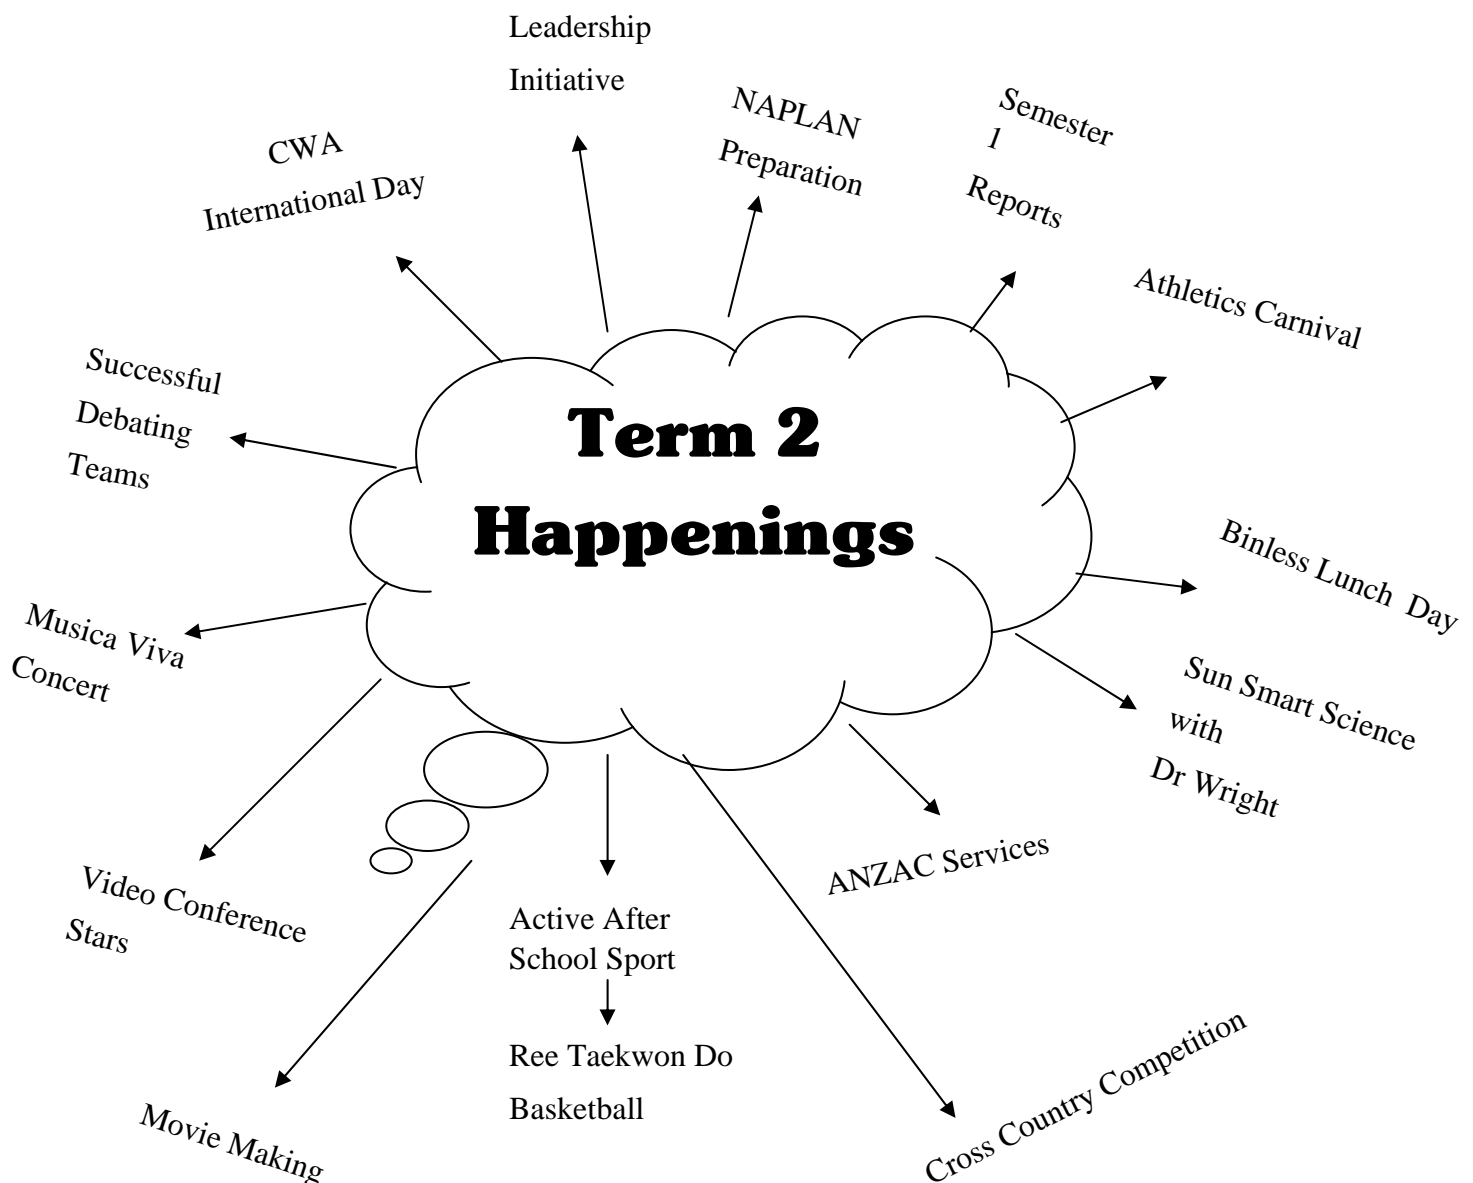 Leadership
Initiative
NAPLAN
Preparation
Semester
1
Reports
CWA
International Day
Athletics Carnival
Successful
Debating
Teams
Term 2
Happenings
Binless Lunch Day
Musica Viva
Concert
Sun Smart Science
with
Dr Wright
ANZAC Services
Video Conference
Stars
Active After
School Sport
Ree Taekwon Do
Basketball
Cross Country Competition
Movie Making